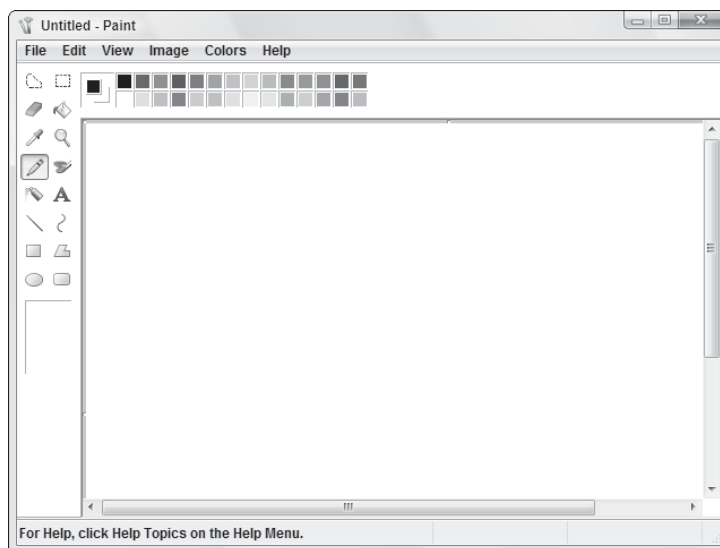 Untitled - Paint
File Edit View Image Colors Help
A
For Help, click Help Topics on the Help Menu.